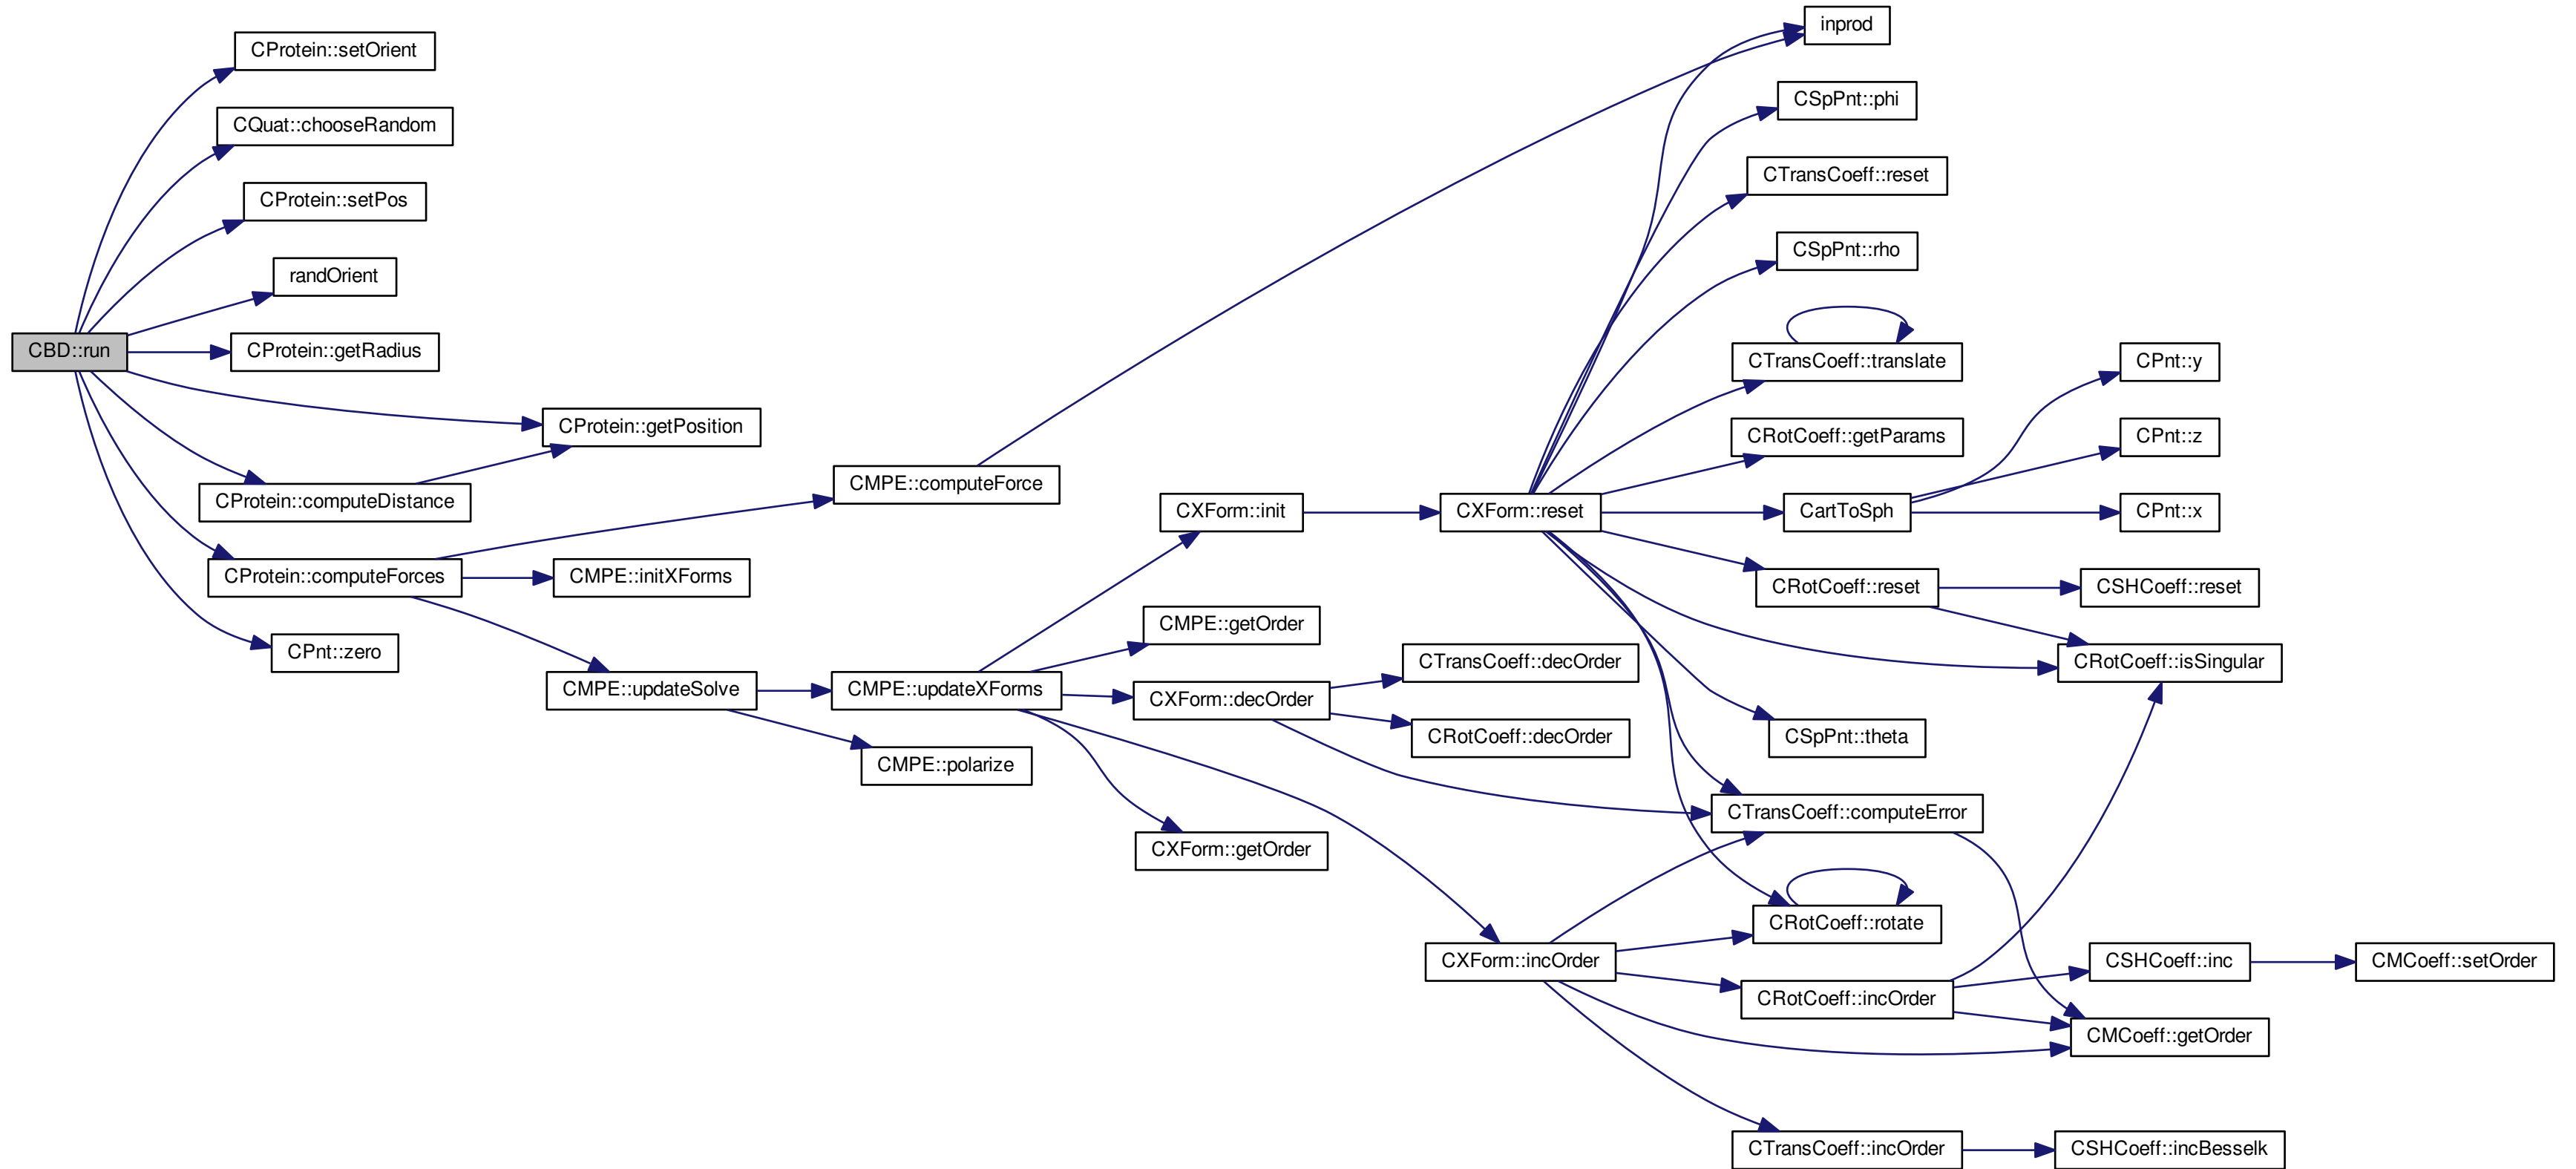 CBD::run
CProtein::setOrient
CQuat::chooseRandom
CProtein::setPos
randOrient
CProtein::getRadius
CProtein::getPosition
CProtein::computeDistance
CProtein::computeForces
CPnt::zero
CMPE::computeForce
CMPE::initXForms
CMPE::updateSolve
CMPE::updateXForms
CMPE::polarize
CXForm::init
CMPE::getOrder
CXForm::decOrder
CXForm::getOrder
CTransCoeff::decOrder
CRotCoeff::decOrder
CXForm::reset
CXForm::incOrder
inprod
CSpPnt::phi
CTransCoeff::reset
CSpPnt::rho
CTransCoeff::translate
CRotCoeff::getParams
CartToSph
CRotCoeff::reset
CSpPnt::theta
CTransCoeff::computeError
CRotCoeff::rotate
CRotCoeff::incOrder
CTransCoeff::incOrder
CPnt::y
CPnt::z
CPnt::x
CSHCoeff::reset
CRotCoeff::isSingular
CSHCoeff::inc
CMCoeff::getOrder
CSHCoeff::incBesselk
CMCoeff::setOrder